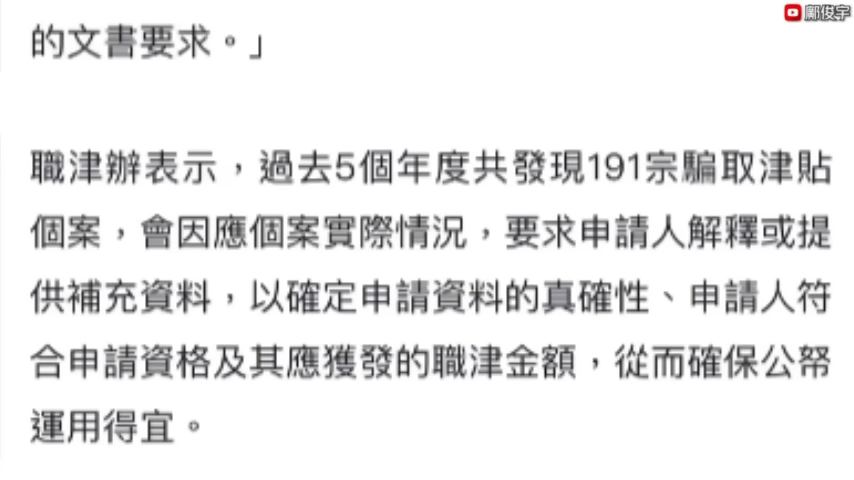 鄺俊宇
的文書要求。」
職津辦表示，過去5個年度共發現191宗騙取津貼
個案，會因應個案實際情況，要求申請人解釋或提
供補充資料，以確定申請資料的真確性、申請人符
合申請資格及其應獲發的職津金額，從而確保公帑
運用得宜。